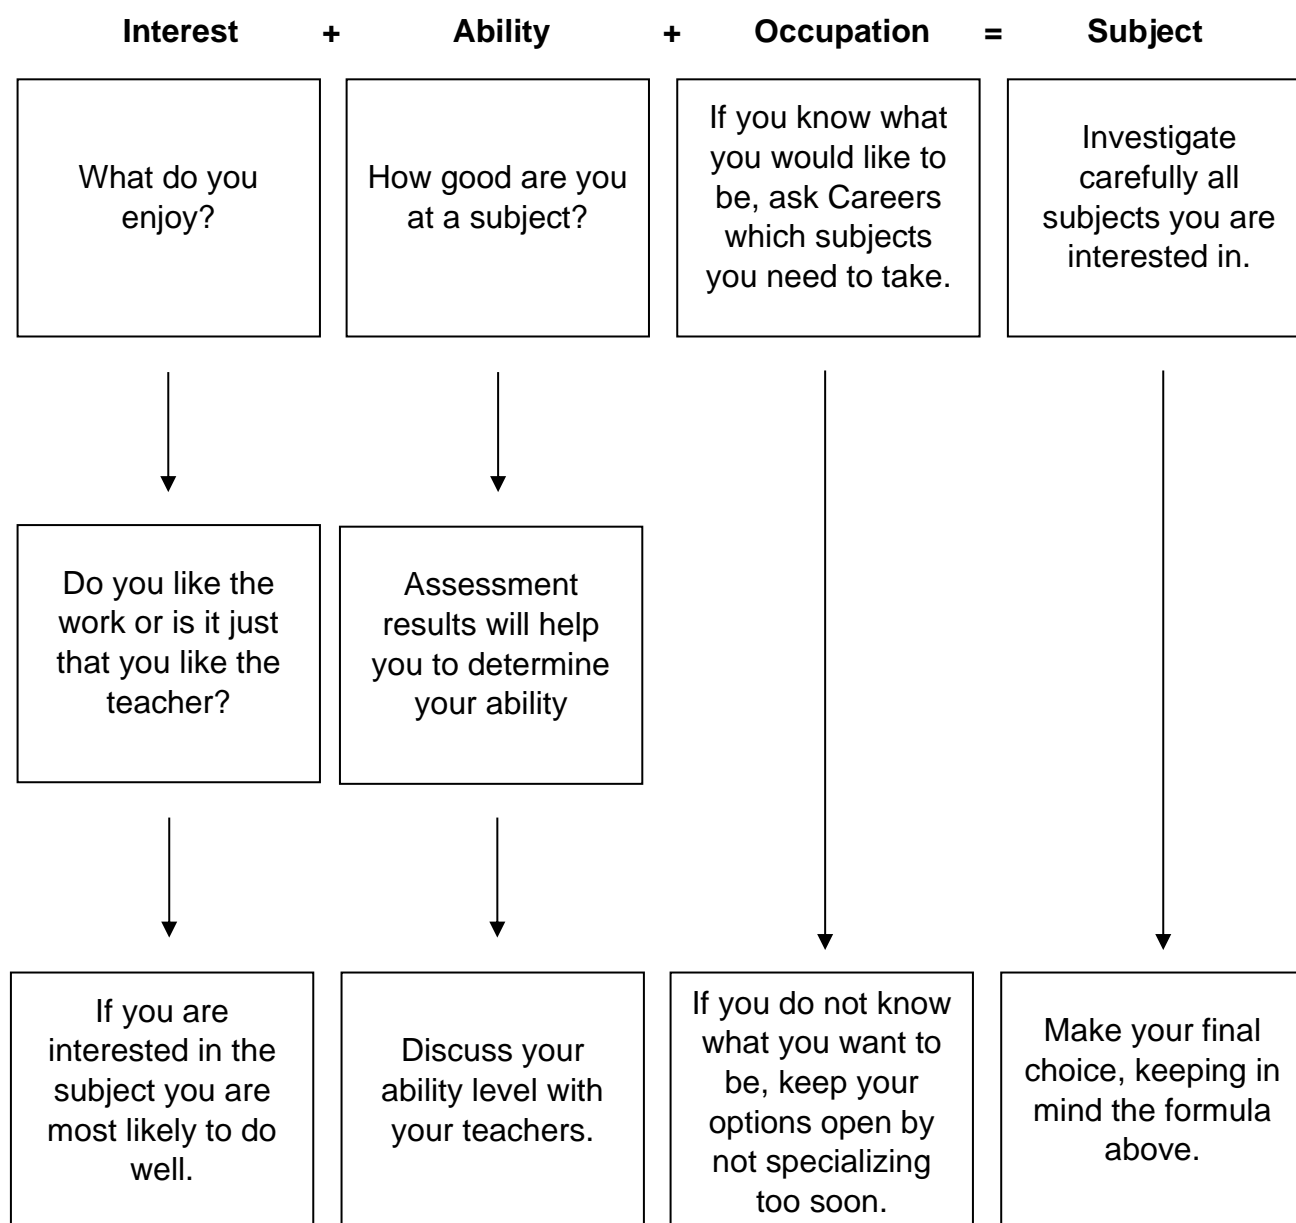 Interest + Ability + Occupation = Subject
What do you
enjoy?
How good are you
at a subject?
If you know what
you would like to
be, ask Careers
which subjects
you need to take.
Investigate
carefully all
subjects you are
interested in.
Do you like the
work or is it just
that you like the
teacher?
Assessment
results will help
you to determine
your ability
If you are
interested in the
subject you are
most likely to do
well.
Discuss your
ability level with
your teachers.
If you do not know
what you want to
be, keep your
options open by
not specializing
too soon.
Make your final
choice, keeping in
mind the formula
above.